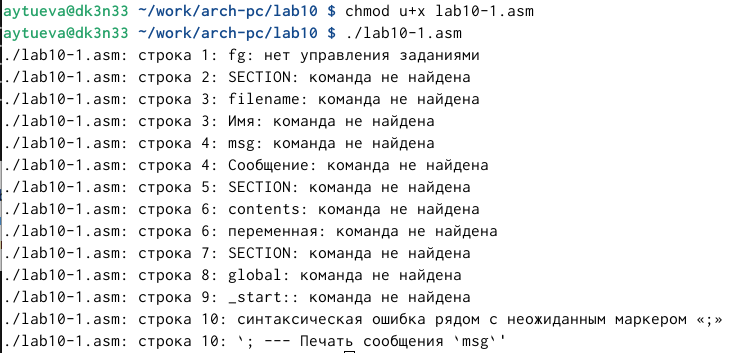 aytueva@dk3n33 ~/work/arch-pc/lab10 $ chmod u+x lab10-1.asm
aytueva@dk3n33 ~/work/arch-pc/lab10 $ ./lab10-1.asm
./lab10-1.asm: строка 1: fg: нет управления заданиями
./lab10-1.asm: строка 2: SECTION: команда не найдена
./lab10-1.asm: строка 3: filename: команда не найдена
./lab10-1.asm: строка 3: Имя: команда не найдена
./lab10-1.asm: строка 4: msg: команда не найдена
./lab10-1.asm: строка 4: Сообщение: команда не найдена
./lab10-1.asm: строка 5: SECTION: команда не найдена
./lab10-1.asm: строка 6: contents: команда не найдена
./lab10-1.asm: строка 6: переменная: команда не найдена
./lab10-1.asm: строка 7: SECTION: команда не найдена
./lab10-1.asm: строка 8: global: команда не найдена
./lab10-1.asm: строка 9: _start:: команда не найдена
./lab10-1.asm: строка 10: синтаксическая ошибка рядом с неожиданным маркером «;»
./lab10-1.asm: строка 10: `; --- Печать сообщения `msg`'